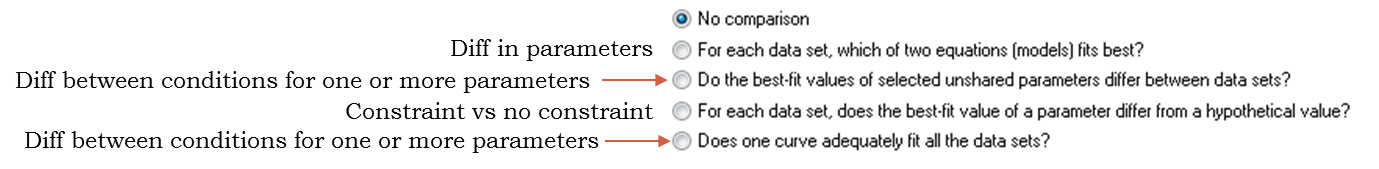 No comparison
Diff in parameters For each data set, which of two equations (models) fits best?
Diff between conditions for one or more parameters Do the best-fit values of selected unshared parameters differ between data sets?
Constraint vs no constraint For each data set, does the best-fit value of a parameter differ from a hypothetical value?
Diff between conditions for one or more parameters Does one curve adequately fit all the data sets?